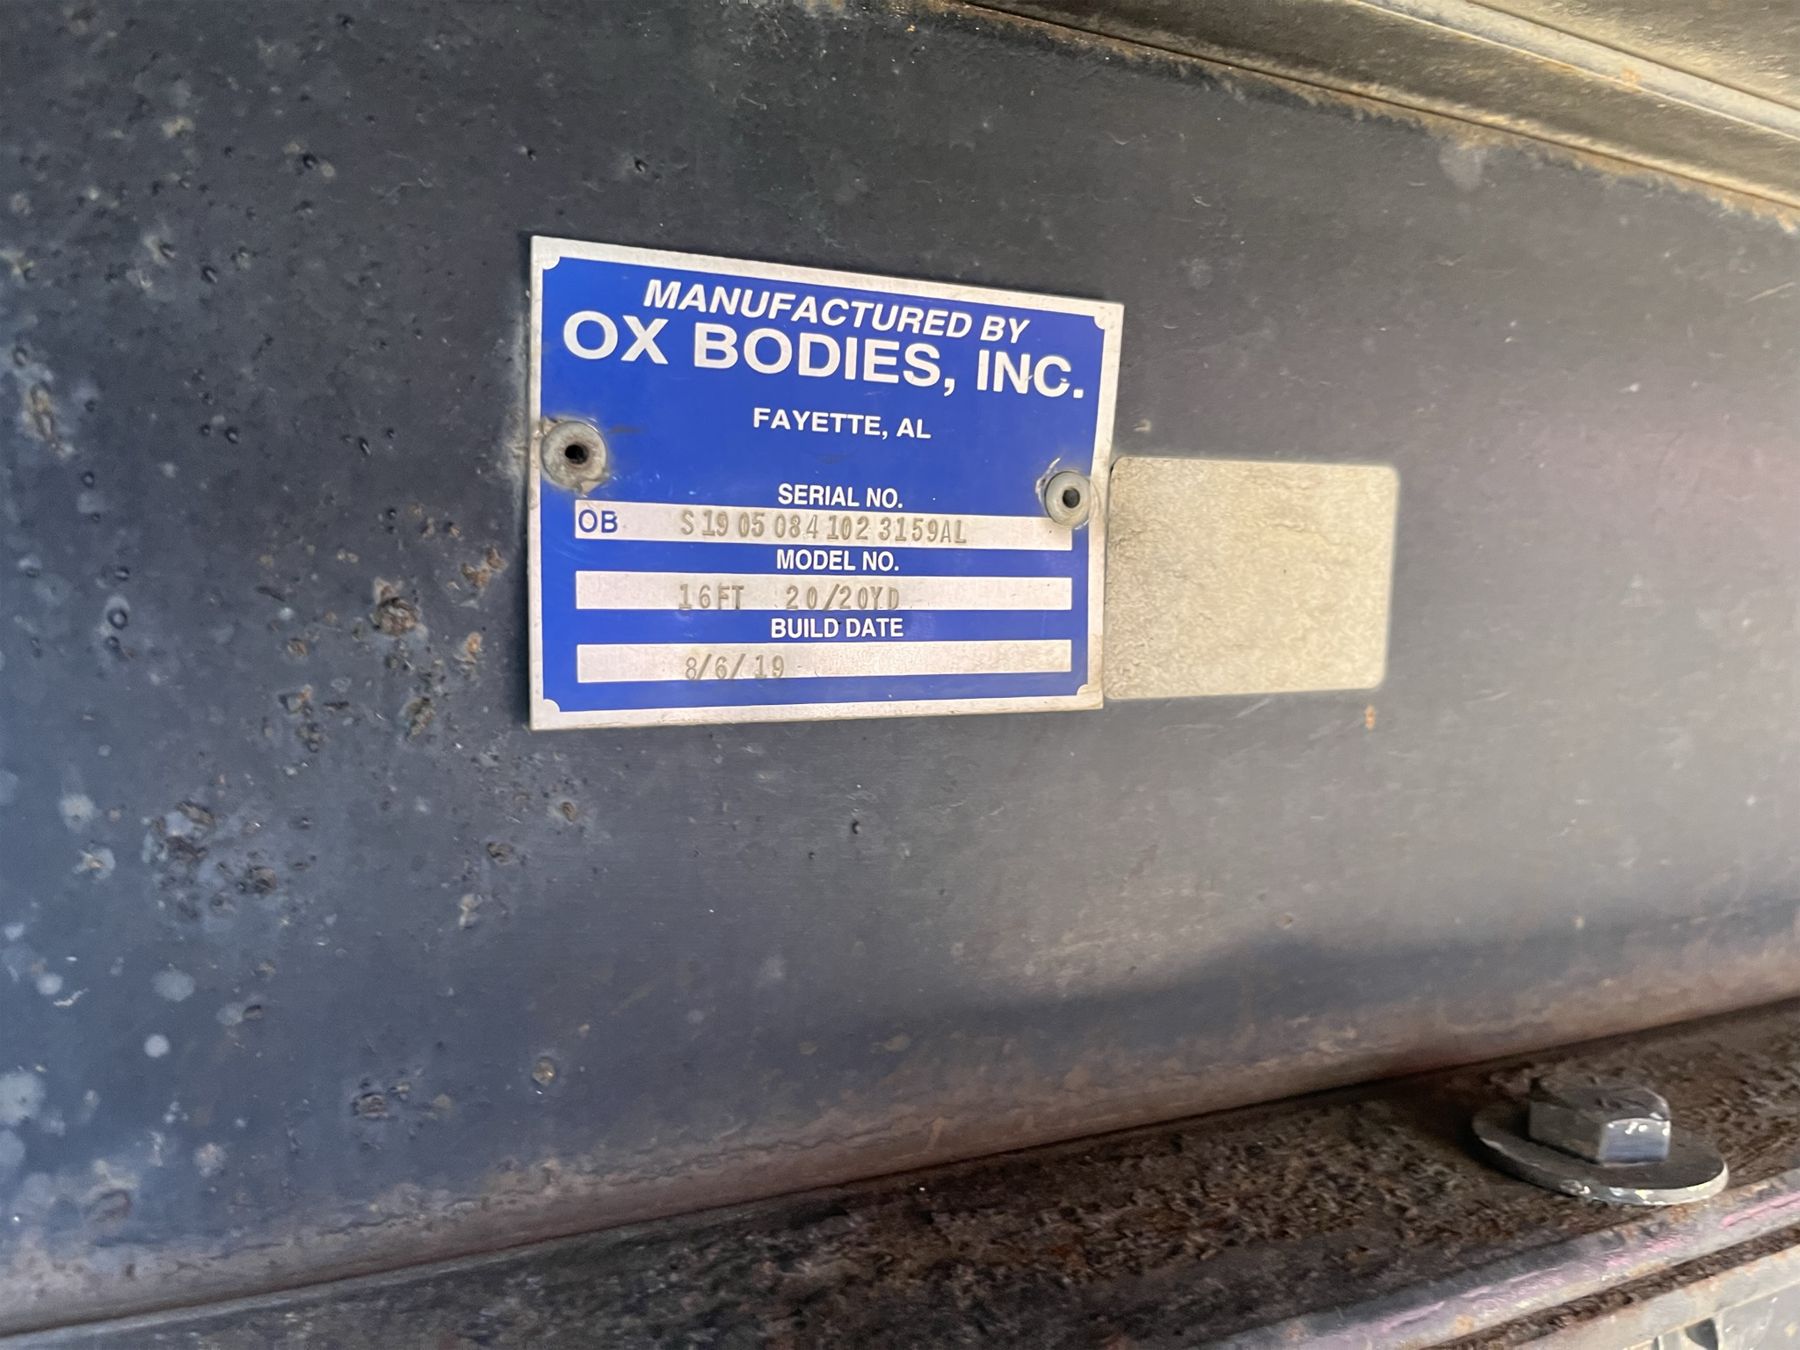 MANUFACTURED BY
OX BODIES, INC.
FAYETTE, AL
SERIAL NO.
OB S19 05 084 102 3159AL
MODEL NO.
16FT 20/20YD
BUILD DATE
8/6/19